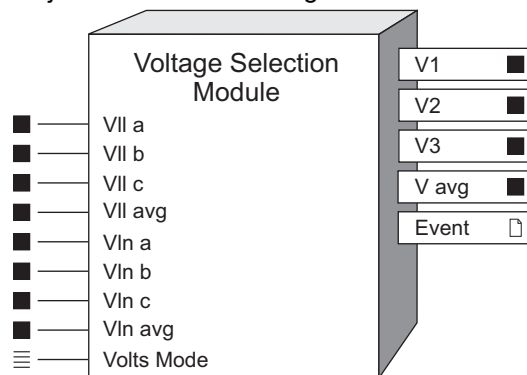 Voltage Selection
Module
Vll a
Vll b
Vll c
Vll avg
Vln a
Vln b
Vln c
Vln avg
Volts Mode
V1
V2
V3
V avg
Event